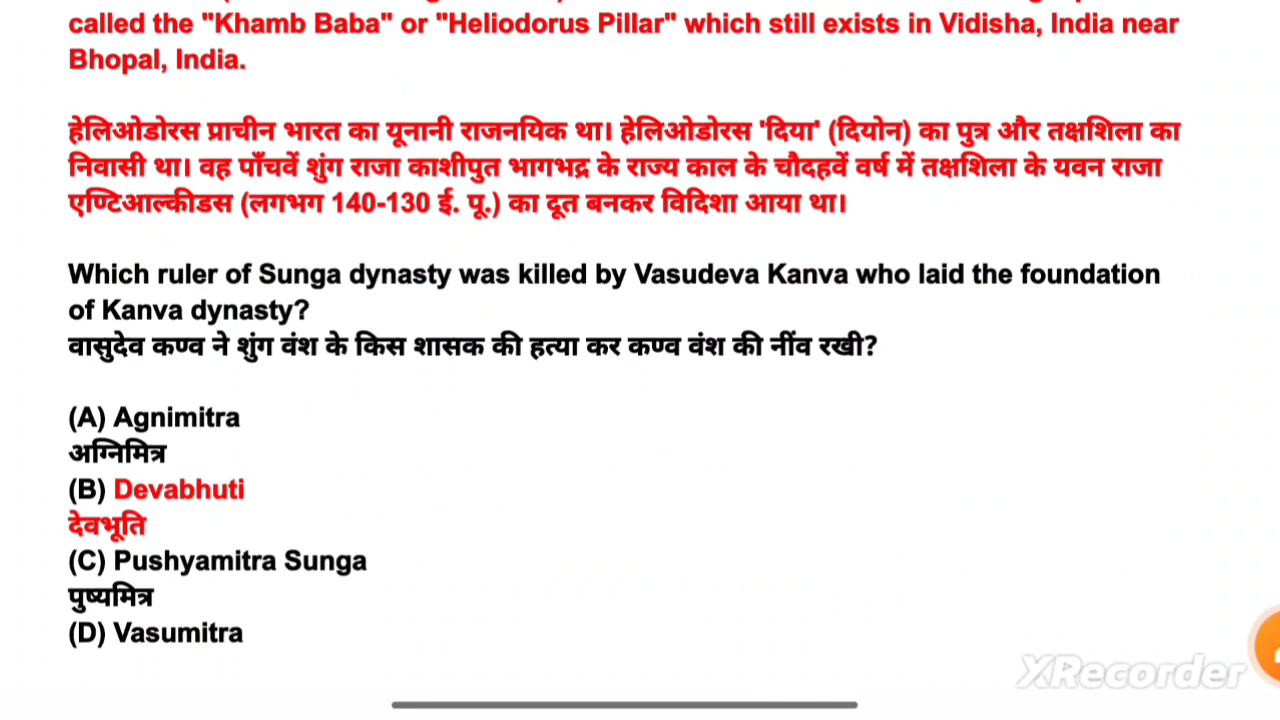 called the "Khamb Baba" or "Heliodorus Pillar" which still exists in Vidisha, India near
Bhopal, India.
हेलिओडोरस प्राचीन भारत का यूनानी राजनयिक था। हेलिओडोरस 'दिया' (दियोन) का पुत्र और तक्षशिला का
निवासी था। वह पाँचवें शुंग राजा काशीपुत भागभद्र के राज्य काल के चौदहवें वर्ष में तक्षशिला के यवन राजा
एण्टिआल्कीडस (लगभग 140-130 ई. पू.) का दूत बनकर विदिशा आया था।
Which ruler of Sunga dynasty was killed by Vasudeva Kanva who laid the foundation
of Kanva dynasty?
वासुदेव कण्व ने शुंग वंश के किस शासक की हत्या कर कण्व वंश की नींव रखी?
(A) Agnimitra
अग्निमित्र
(B) Devabhuti
देवभूति
(C) Pushyamitra Sunga
पुष्यमित्र
(D) Vasumitra
XRecorder